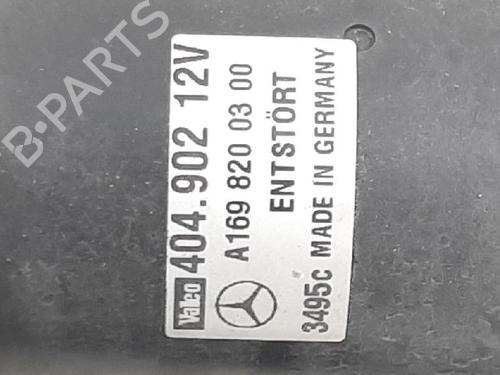 Valeo 404.902 12V
A169 820 03 00
ENTSTÖRT
3495C MADE IN GERMANY
B-PARTS